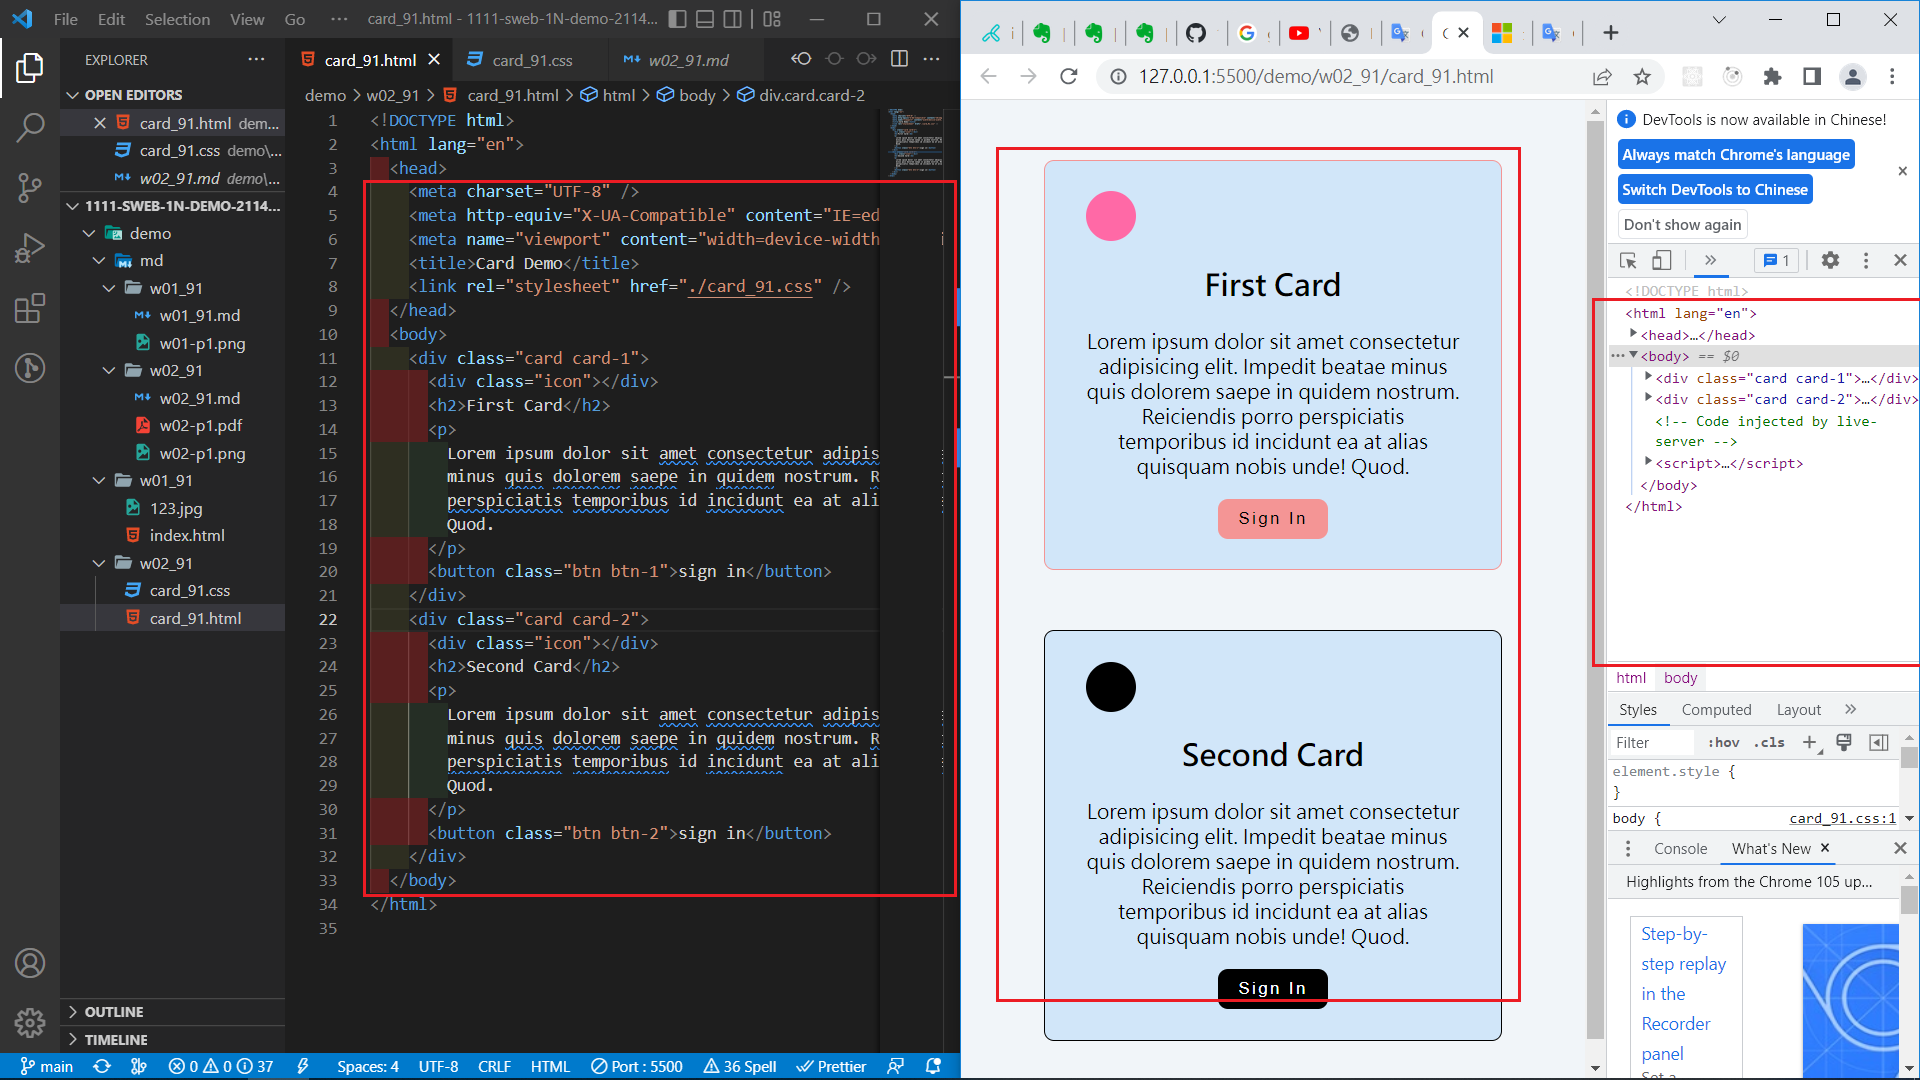 File Edit Selection View Go ··· card_91.html - 1111-sweb-1N-demo-2114...
EXPLORER
OPEN EDITORS
card_91.html dem...
card_91.css demo\...
w02_91.md demo\...
1111-SWEB-1N-DEMO-2114...
demo
md
w01_91
w01_91.md
w01-p1.png
w02_91
w02_91.md
w02-p1.pdf
w02-p1.png
w01_91
123.jpg
index.html
w02_91
card_91.css
card_91.html
OUTLINE
TIMELINE
card_91.html card_91.css w02_91.md
demo > w02_91 > card_91.html > html > body > div.card.card-2
1 <!DOCTYPE html>
2 <html lang="en">
3 <head>
4 <meta charset="UTF-8" />
5 <meta http-equiv="X-UA-Compatible" content="IE=ed
6 <meta name="viewport" content="width=device-width
7 <title>Card Demo</title>
8 <link rel="stylesheet" href="./card_91.css" />
9 </head>
10 <body>
11 <div class="card card-1">
12 <div class="icon"></div>
13 <h2>First Card</h2>
14 <p>
15 Lorem ipsum dolor sit amet consectetur adipis
16 minus quis dolorem saepe in quidem nostrum. R
17 perspiciatis temporibus id incidunt ea at ali
18 Quod.
19 </p>
20 <button class="btn btn-1">sign in</button>
21 </div>
22 <div class="card card-2">
23 <div class="icon"></div>
24 <h2>Second Card</h2>
25 <p>
26 Lorem ipsum dolor sit amet consectetur adipis
27 minus quis dolorem saepe in quidem nostrum. R
28 perspiciatis temporibus id incidunt ea at ali
29 Quod.
30 </p>
31 <button class="btn btn-2">sign in</button>
32 </div>
33 </body>
34 </html>
35
main 0 0 37 Spaces: 4 UTF-8 CRLF HTML Port : 5500 36 Spell Prettier
127.0.0.1:5500/demo/w02_91/card_91.html
First Card
Lorem ipsum dolor sit amet consectetur
adipisicing elit. Impedit beatae minus
quis dolorem saepe in quidem nostrum.
Reiciendis porro perspiciatis
temporibus id incidunt ea at alias
quisquam nobis unde! Quod.
Sign In
Second Card
Lorem ipsum dolor sit amet consectetur
adipisicing elit. Impedit beatae minus
quis dolorem saepe in quidem nostrum.
Reiciendis porro perspiciatis
temporibus id incidunt ea at alias
quisquam nobis unde! Quod.
Sign In
DevTools is now available in Chinese!
Always match Chrome's language
Switch DevTools to Chinese
Don't show again
1
<!DOCTYPE html>
<html lang="en">
<head>…</head>
<body> == $0
<div class="card card-1">…</div>
<div class="card card-2">…</div>
<!-- Code injected by live-
server -->
<script>…</script>
</body>
</html>
html body
Styles Computed Layout
Filter :hov .cls
element.style {
}
body { card_91.css:1
Console What's New
Highlights from the Chrome 105 up...
Step-by-
step replay
in the
Recorder
panel